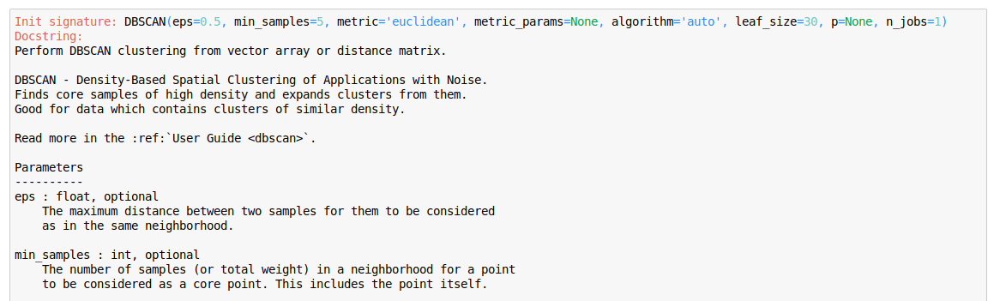 Init signature: DBSCAN(eps=0.5, min_samples=5, metric='euclidean', metric_params=None, algorithm='auto', leaf_size=30, p=None, n_jobs=1)
Docstring:
Perform DBSCAN clustering from vector array or distance matrix.

DBSCAN - Density-Based Spatial Clustering of Applications with Noise.
Finds core samples of high density and expands clusters from them.
Good for data which contains clusters of similar density.

Read more in the :ref:`User Guide <dbscan>`.

Parameters
----------
eps : float, optional
    The maximum distance between two samples for them to be considered
    as in the same neighborhood.

min_samples : int, optional
    The number of samples (or total weight) in a neighborhood for a point
    to be considered as a core point. This includes the point itself.